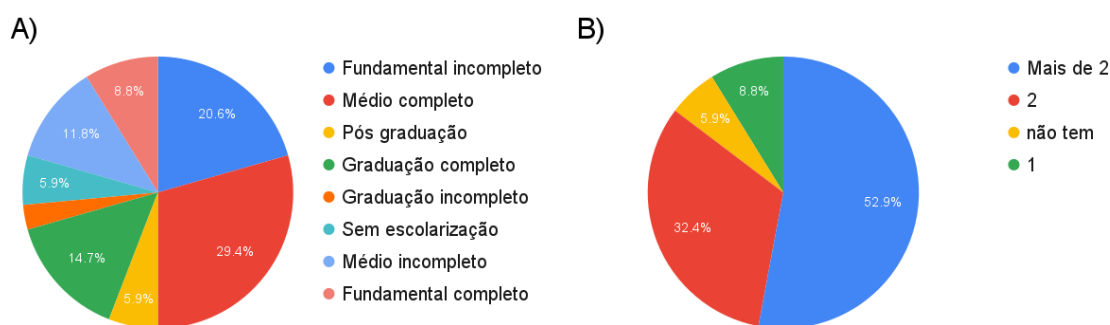 A)
8.8%
20.6%
11.8%
5.9%
14.7%
5.9%
29.4%
Fundamental incompleto
Médio completo
Pós graduação
Graduação completo
Graduação incompleto
Sem escolarização
Médio incompleto
Fundamental completo
B)
8.8%
5.9%
32.4%
52.9%
Mais de 2
2
não tem
1